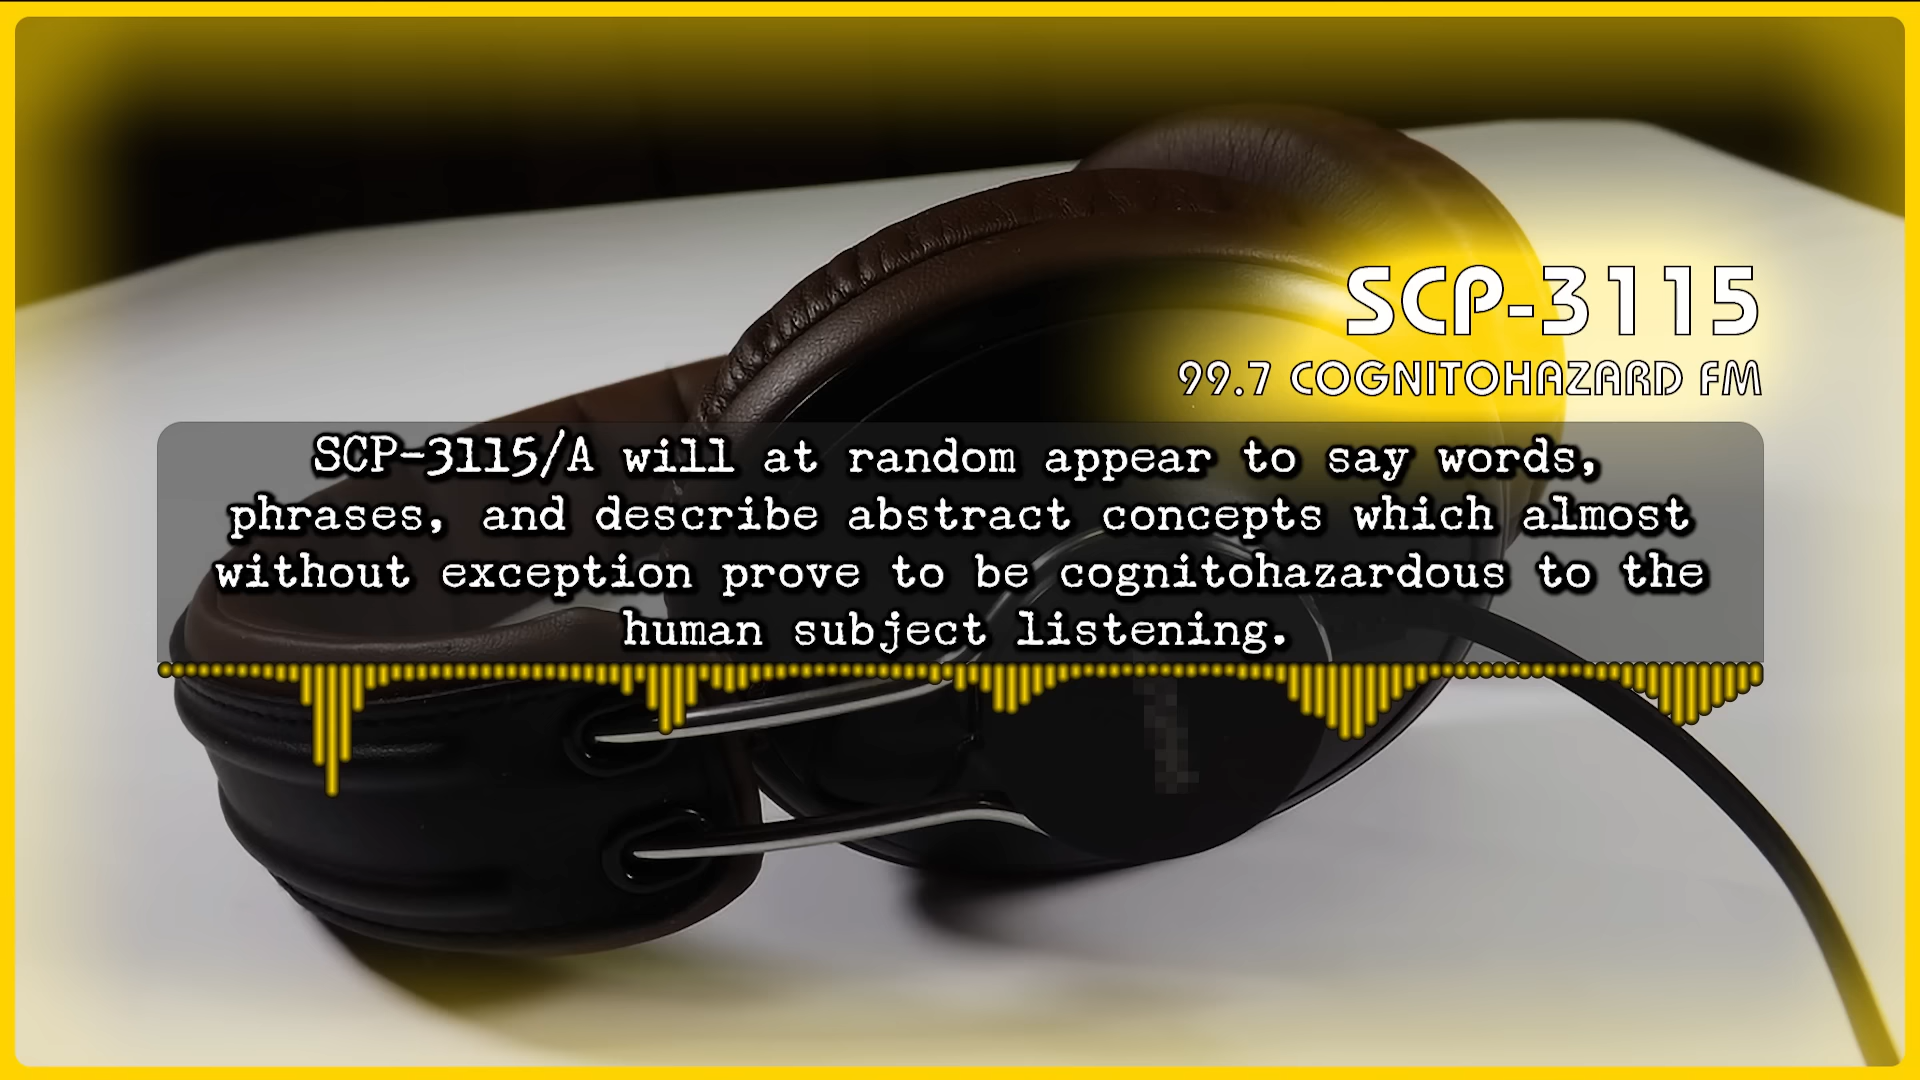 SCP-3115
99.7 COGNITOHAZARD FM
SCP-3115/A will at random appear to say words,
phrases, and describe abstract concepts which almost
without exception prove to be cognitohazardous to the
human subject listening.